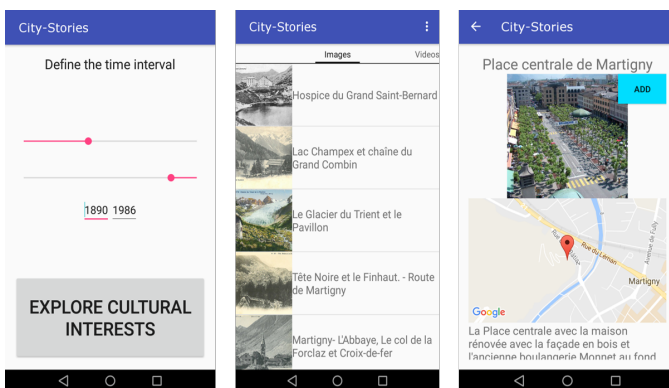 City-Stories
Define the time interval
1890 1986
EXPLORE CULTURAL
INTERESTS
City-Stories
Images Videos
Hospice du Grand Saint-Bernard
Lac Champex et chaîne du
Grand Combin
Le Glacier du Trient et le
Pavillon
Tête Noire et le Finhaut. - Route
de Martigny
Martigny- L'Abbaye, Le col de la
Forclaz et Croix-de-fer
City-Stories
Place centrale de Martigny
ADD
Rue du Léman
Avenue de Fully
Martigny
Google
La Place centrale avec la maison
rénovée avec la façade en bois et
l'ancienne boulangerie Monnet au fond